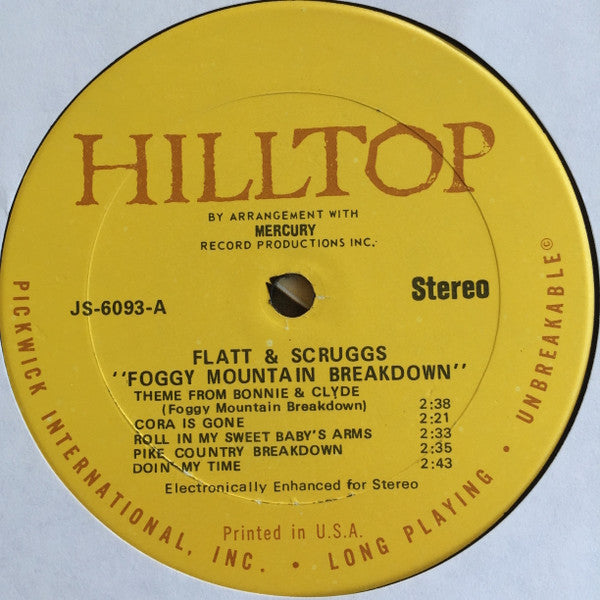 HILLTOP
BY ARRANGEMENT WITH
MERCURY
RECORD PRODUCTIONS INC.
JS-6093-A
Stereo
FLATT & SCRUGGS
"FOGGY MOUNTAIN BREAKDOWN"
THEME FROM BONNIE & CLYDE
(Foggy Mountain Breakdown) 2:38
CORA IS GONE 2:21
ROLL IN MY SWEET BABY'S ARMS 2:33
PIKE COUNTRY BREAKDOWN 2:35
DOIN' MY TIME 2:43
Electronically Enhanced for Stereo
Printed in U.S.A.
PICKWICK INTERNATIONAL, INC. • LONG PLAYING • UNBREAKABLE©